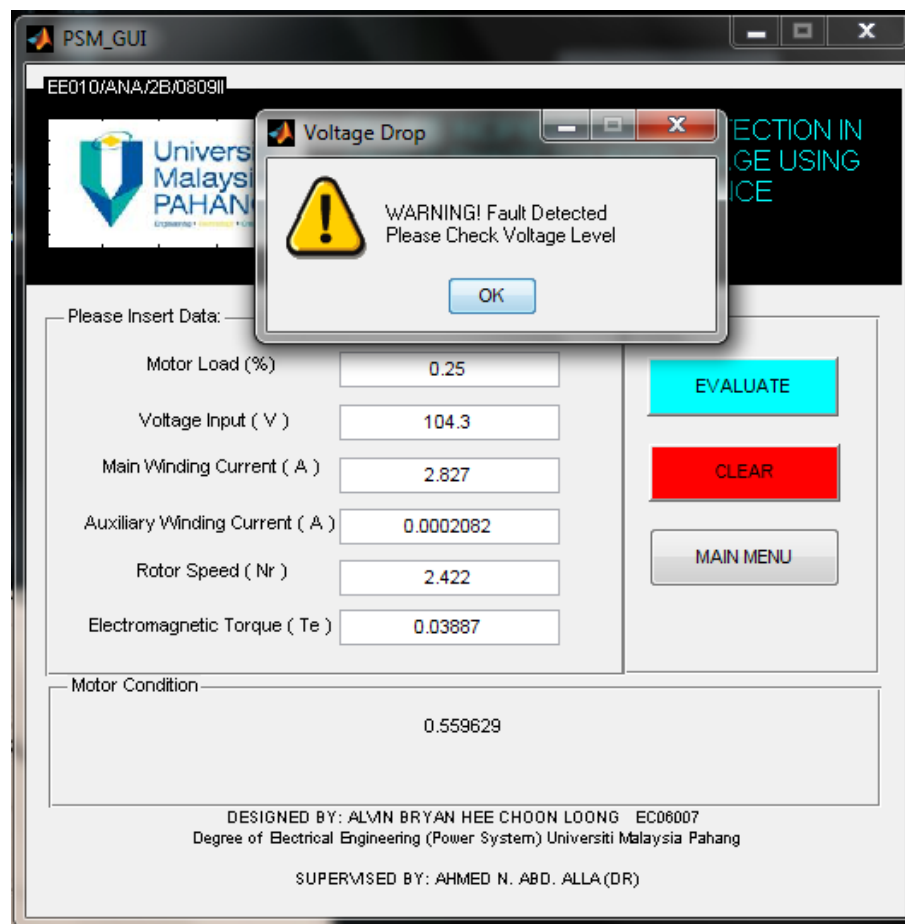 PSM_GUI
EE010/ANA/2B/0809II
Malaysi
PAHAN
ECTION IN
GE USING
Voltage Drop
WARNING! Fault Detected
Please Check Voltage Level
OK
Please Insert Data:
Motor Load (%) 0.25
Voltage Input ( V ) 104.3
Main Winding Current ( A ) 2.827
Auxiliary Winding Current ( A ) 0.0002082
Rotor Speed ( Nr ) 2.422
Electromagnetic Torque ( Te ) 0.03887
EVALUATE
CLEAR
MAIN MENU
Motor Condition
0.559629
DESIGNED BY: ALVIN BRYAN HEE CHOON LOONG EC06007
Degree of Electrical Engineering (Power System) Universiti Malaysia Pahang
SUPERVISED BY: AHMED N. ABD. ALLA (DR)